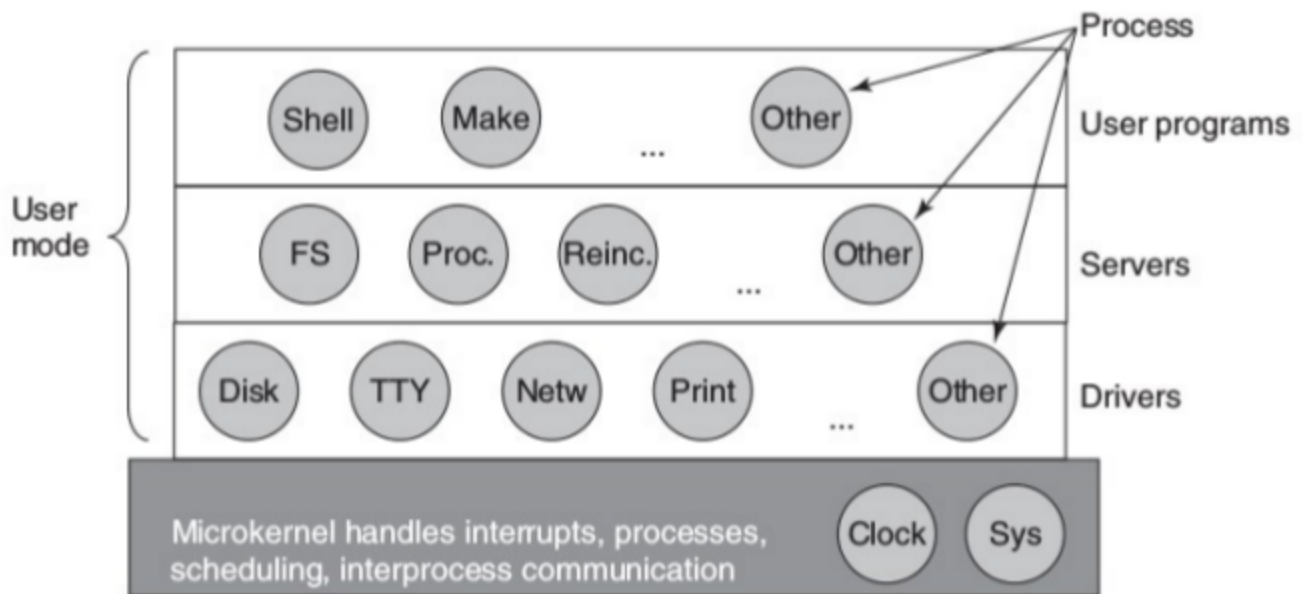 Process
Shell
Make
...
Other
User programs
User
mode
FS
Proc.
Reinc.
...
Other
Servers
Disk
TTY
Netw
Print
...
Other
Drivers
Microkernel handles interrupts, processes,
scheduling, interprocess communication
Clock
Sys